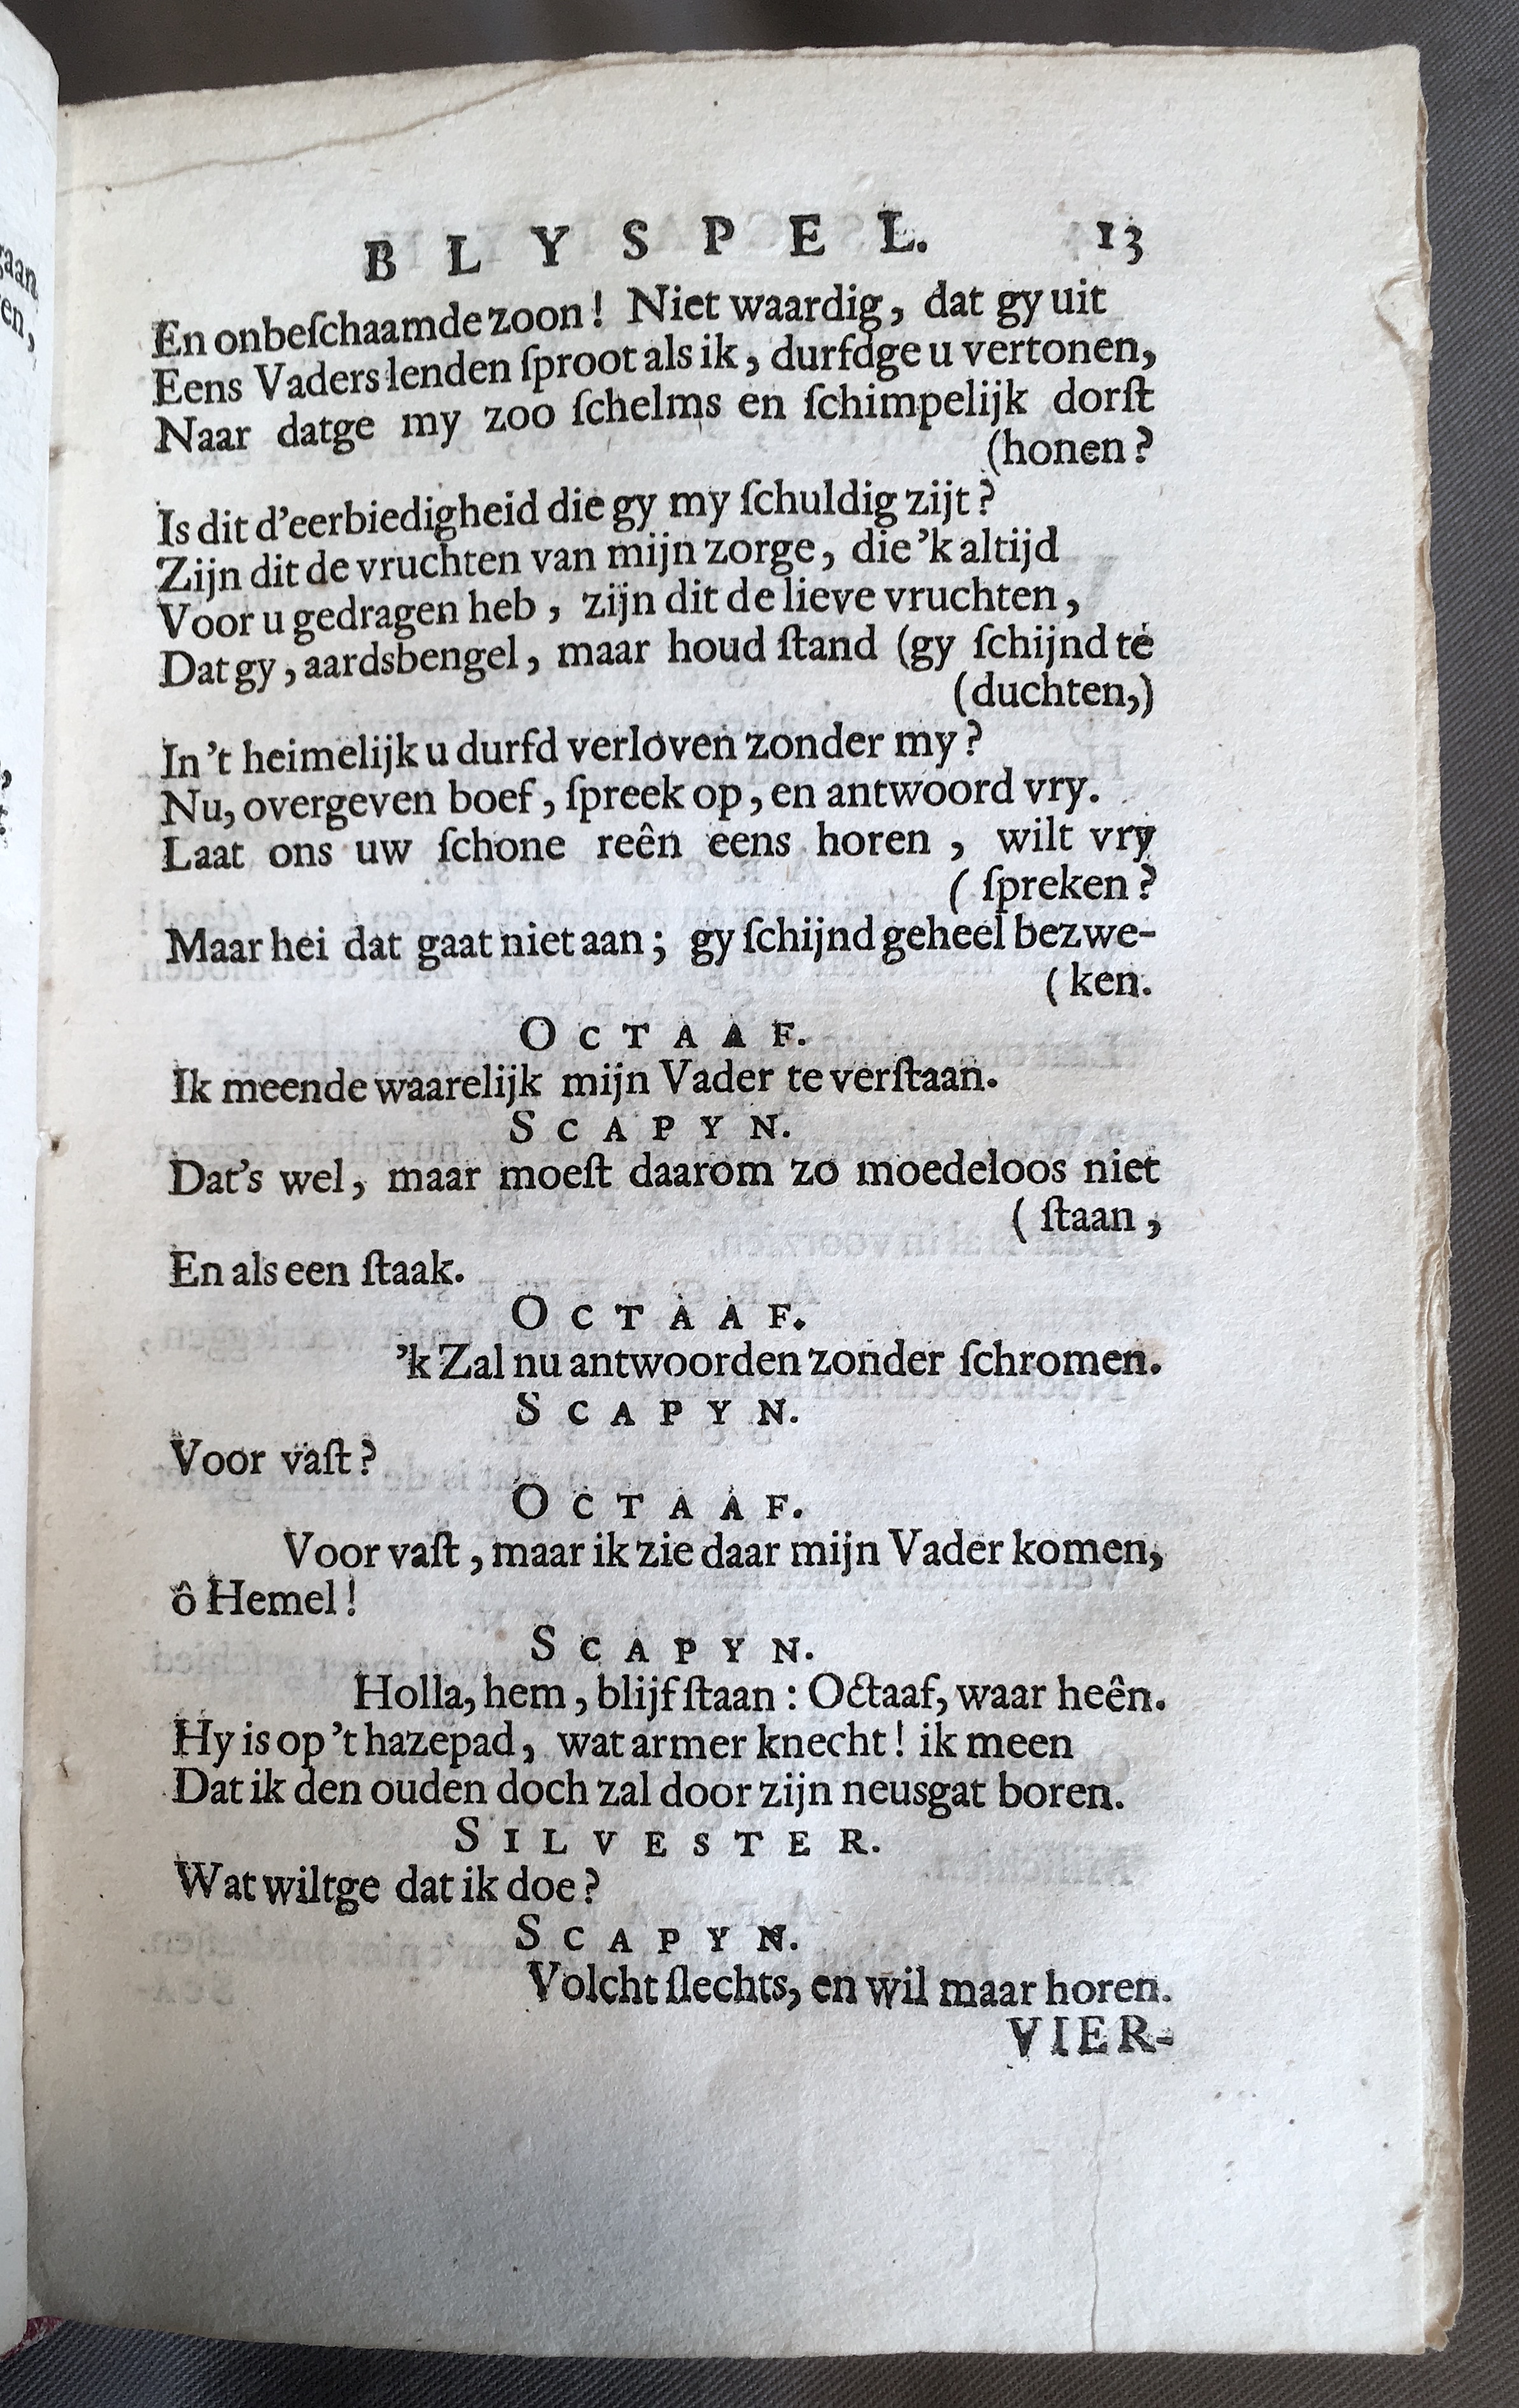 BLYSPEL. 13
En onbeſchaamde zoon! Niet waardig, dat gy uit
Eens Vaders lenden ſproot als ik, durfdge u vertonen,
Naar datge my zoo ſchelms en ſchimpelijk dorſt
(honen?
Is dit d'eerbiedigheid die gy my ſchuldig zijt?
Zijn dit de vruchten van mijn zorge, die 'k altijd
Voor u gedragen heb, zijn dit de lieve vruchten,
Dat gy, aardsbengel, maar houd ſtand (gy ſchijnd te
(duchten,)
In 't heimelijk u durfd verloven zonder my?
Nu, overgeven boef, ſpreek op, en antwoord vry.
Laat ons uw ſchone reên eens horen, wilt vry
(ſpreken?
Maar hei dat gaat niet aan; gy ſchijnd geheel bezwe-
(ken.
OCTAAF.
Ik meende waarelijk mijn Vader te verſtaan.
SCAPYN.
Dat's wel, maar moeſt daarom zo moedeloos niet
(ſtaan,
En als een ſtaak.
OCTAAF.
'k Zal nu antwoorden zonder ſchromen.
SCAPYN.
Voor vaſt?
OCTAAF.
Voor vaſt, maar ik zie daar mijn Vader komen,
ô Hemel!
SCAPYN.
Holla, hem, blijf ſtaan: Octaaf, waar heên.
Hy is op 't hazepad, wat armer knecht! ik meen
Dat ik den ouden doch zal door zijn neusgat boren.
SILVESTER.
Wat wiltge dat ik doe?
SCAPYN.
Volcht ſlechts, en wil maar horen.
VIER-